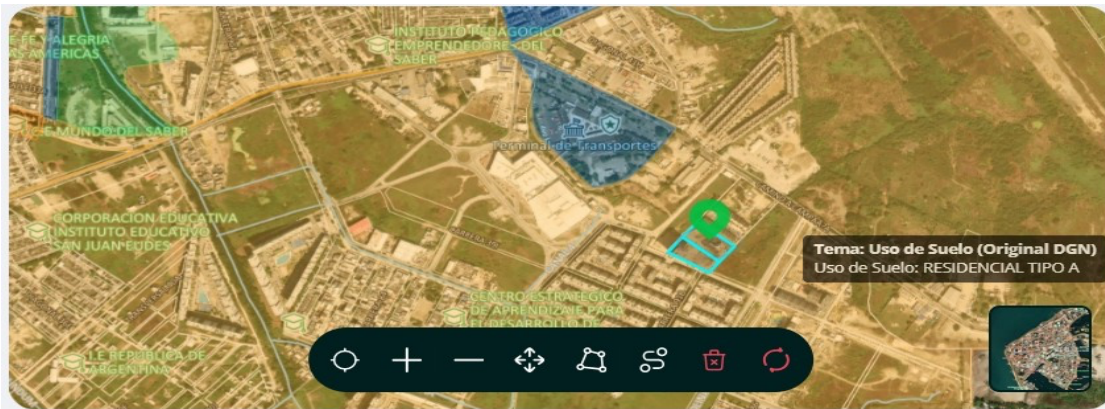 E FE Y ALEGRIA
AS AMERICAS
INSTITUTO PEDAGOGICO
EMPRENDEDORES DEL
SABER
MUNDO DEL SABER
Terminal de Transportes
CORPORACION EDUCATIVA
INSTITUTO EDUCATIVO
SAN JUAN EUDES
Tema: Uso de Suelo (Original DGN)
Uso de Suelo: RESIDENCIAL TIPO A
CENTRO ESTRATEGICO
DE APRENDIZAJE PARA
EL DESARROLLO DE
I.E REPUBLICA DE
ARGENTINA